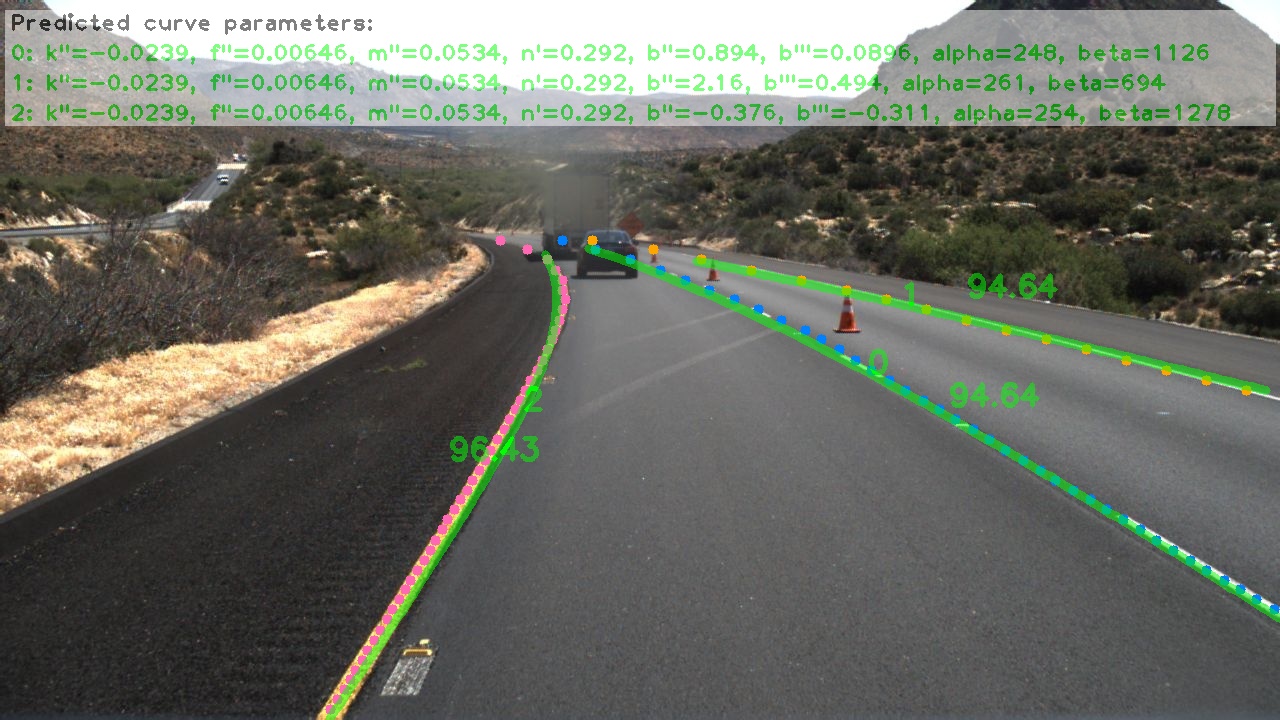 Predicted curve parameters:
0: k''=-0.0239, f''=0.00646, m''=0.0534, n'=0.292, b''=0.894, b'''=0.0896, alpha=248, beta=1126
1: k''=-0.0239, f''=0.00646, m''=0.0534, n'=0.292, b''=2.16, b'''=0.494, alpha=261, beta=694
2: k''=-0.0239, f''=0.00646, m''=0.0534, n'=0.292, b''=-0.376, b'''=-0.311, alpha=254, beta=1278
1 94.64
0
94.64
2
96.43